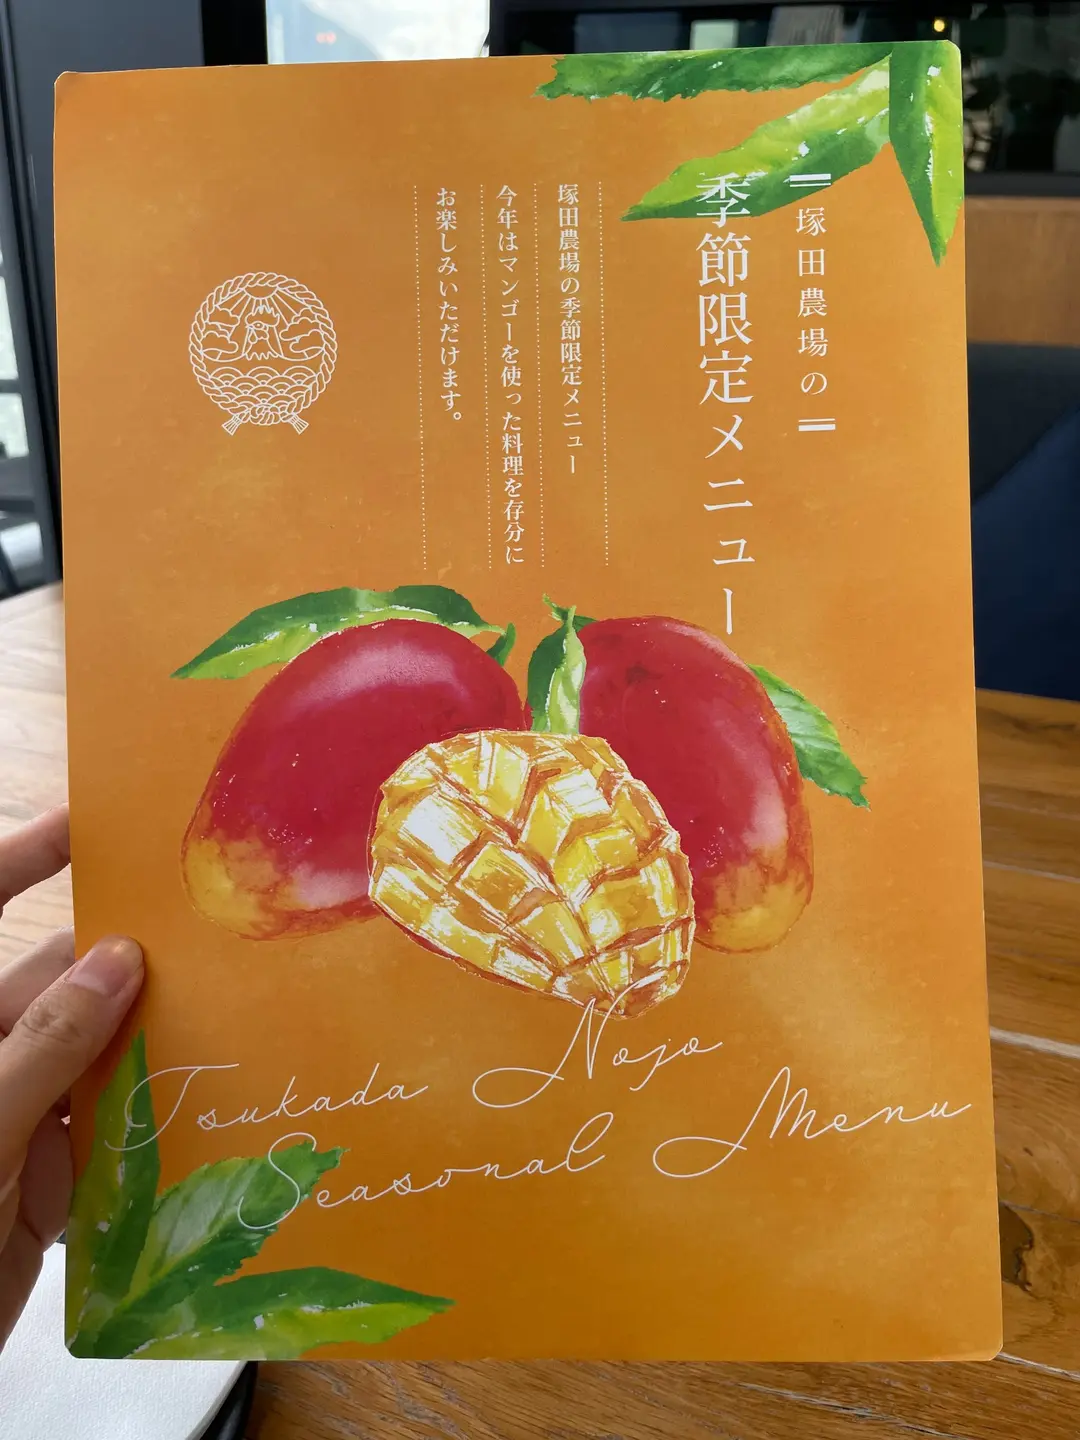 塚田農場の
季節限定メニュー
塚田農場の季節限定メニュー
今年はマンゴーを使った料理を存分に
お楽しみいただけます。
Tsukada Nojo
Seasonal Menu